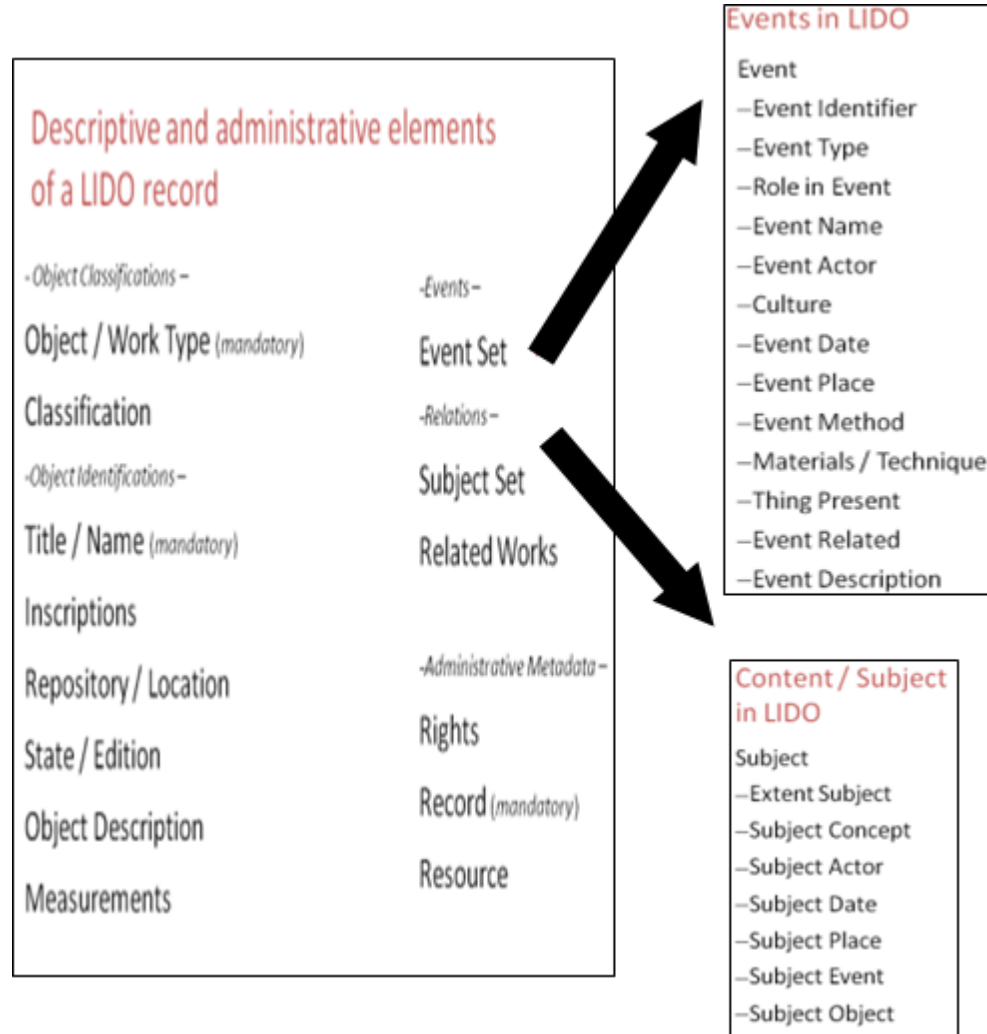 Descriptive and administrative elements
of a LIDO record
- Object Classifications –
Object / Work Type (mandatory)
Classification
-Object Identifications –
Title / Name (mandatory)
Inscriptions
Repository / Location
State / Edition
Object Description
Measurements
-Events –
Event Set
-Relations –
Subject Set
Related Works
-Administrative Metadata –
Rights
Record (mandatory)
Resource
Events in LIDO
Event
–Event Identifier
–Event Type
–Role in Event
–Event Name
–Event Actor
–Culture
–Event Date
–Event Place
–Event Method
–Materials / Technique
–Thing Present
–Event Related
–Event Description
Content / Subject
in LIDO
Subject
–Extent Subject
–Subject Concept
–Subject Actor
–Subject Date
–Subject Place
–Subject Event
–Subject Object